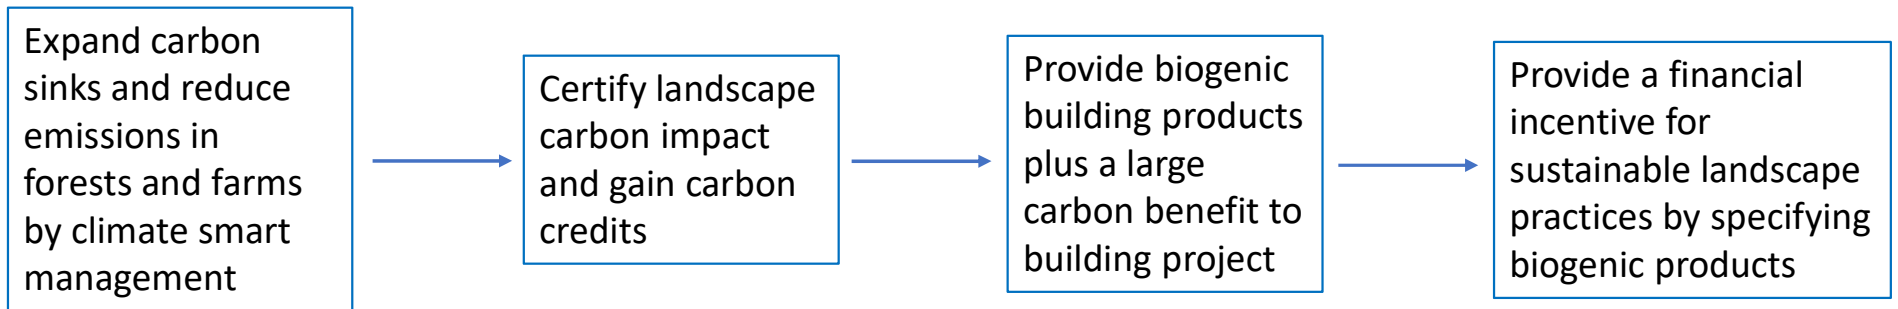 Expand carbon
sinks and reduce
emissions in
forests and farms
by climate smart
management
Certify landscape
carbon impact
and gain carbon
credits
Provide biogenic
building products
plus a large
carbon benefit to
building project
Provide a financial
incentive for
sustainable landscape
practices by specifying
biogenic products